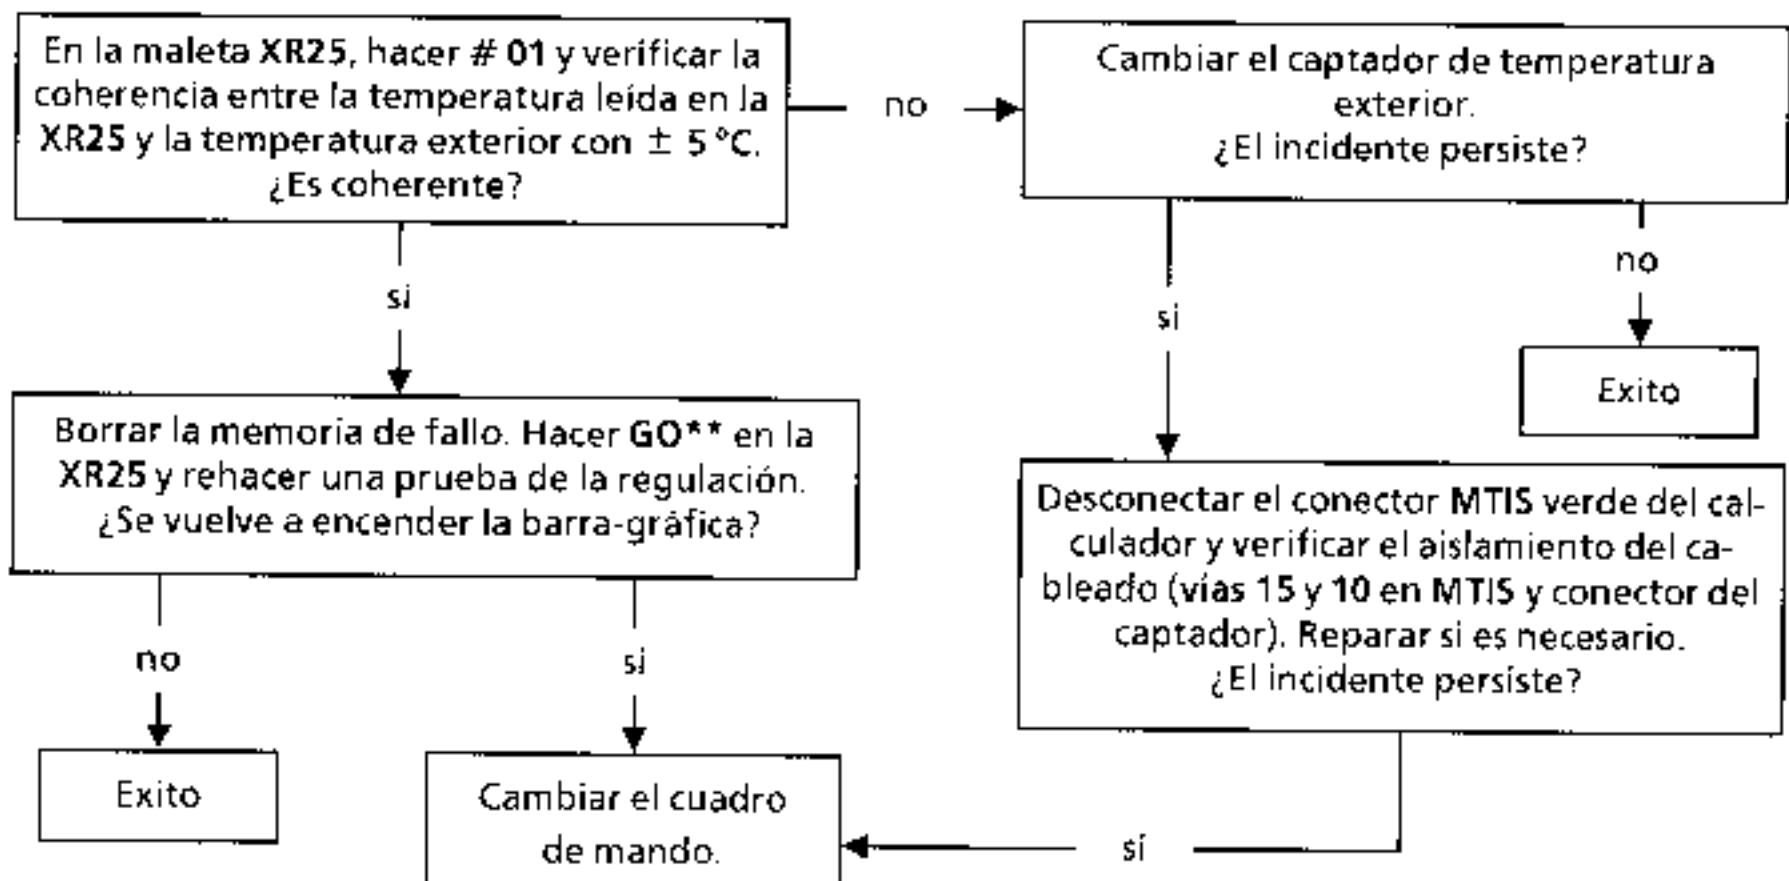 En la maleta XR25, hacer # 01 y verificar la
coherencia entre la temperatura leída en la
XR25 y la temperatura exterior con ± 5 °C.
¿Es coherente?
no
Cambiar el captador de temperatura
exterior.
¿El incidente persiste?
si
si
no
Exito
Borrar la memoria de fallo. Hacer GO** en la
XR25 y rehacer una prueba de la regulación.
¿Se vuelve a encender la barra-gráfica?
Desconectar el conector MTIS verde del cal-
culador y verificar el aislamiento del ca-
bleado (vías 15 y 10 en MTIS y conector del
captador). Reparar si es necesario.
¿El incidente persiste?
no
si
Exito
Cambiar el cuadro
de mando.
sí